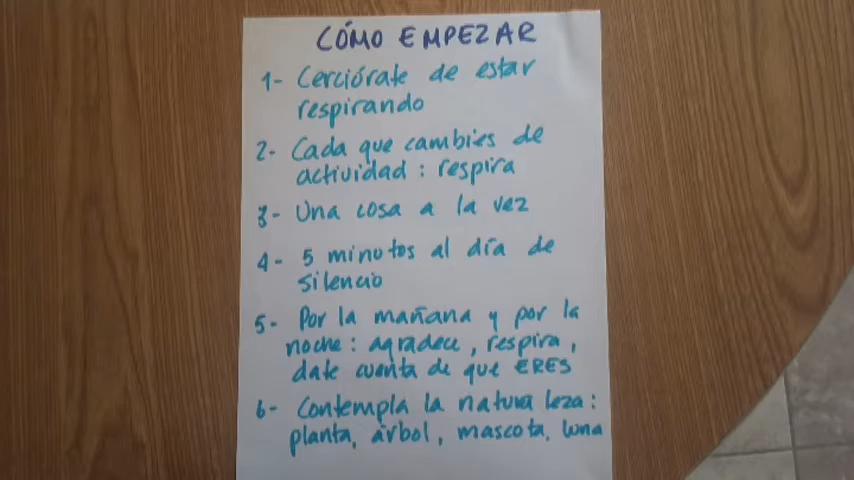 CÓMO EMPEZAR
1- Cerciórate de estar
respirando
2- Cada que cambies de
actividad : respira
3- Una cosa a la vez
4- 5 minutos al día de
silencio
5- Por la mañana y por la
noche : agradece , respira ,
date cuenta de que ERES
6- Contempla la naturaleza :
planta, árbol , mascota, luna